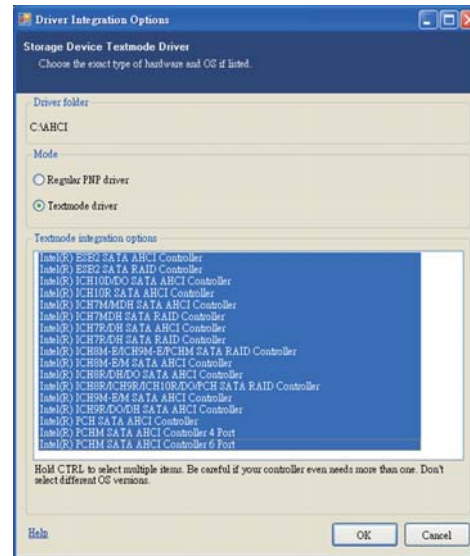 Driver Integration Options
Storage Device Textmode Driver
Choose the exact type of hardware and OS if listed.
Driver folder
C:\AHCI
Mode
Regular PNP driver
Textmode driver
Textmode integration options
Intel(R) ESB2 SATA AHCI Controller
Intel(R) ESB2 SATA RAID Controller
Intel(R) ICH10D/DO SATA AHCI Controller
Intel(R) ICH10R SATA AHCI Controller
Intel(R) ICH7M/MDH SATA AHCI Controller
Intel(R) ICH7MDH SATA RAID Controller
Intel(R) ICH7R/DH SATA AHCI Controller
Intel(R) ICH7R/DH SATA RAID Controller
Intel(R) ICH8M-E/ICH9M-E/PCHM SATA RAID Controller
Intel(R) ICH8M-E/M SATA AHCI Controller
Intel(R) ICH8R/DH/DO SATA AHCI Controller
Intel(R) ICH8R/ICH9R/ICH10R/DO/PCH SATA RAID Controller
Intel(R) ICH9M-E/M SATA AHCI Controller
Intel(R) ICH9R/DO/DH SATA AHCI Controller
Intel(R) PCH SATA AHCI Controller
Intel(R) PCHM SATA AHCI Controller 4 Port
Intel(R) PCHM SATA AHCI Controller 6 Port
Hold CTRL to select multiple items. Be careful if your controller even needs more than one. Don't
select different OS versions.
Help
OK
Cancel